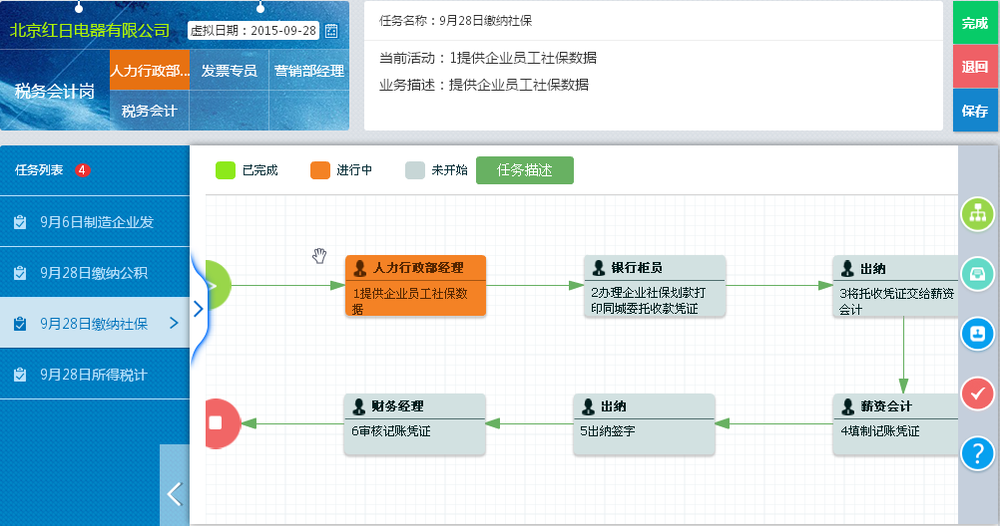 北京红日电器有限公司
虚拟日期：2015-09-28
税务会计岗
人力行政部...
发票专员
营销部经理
税务会计
任务名称：9月28日缴纳社保
当前活动：1提供企业员工社保数据
业务描述：提供企业员工社保数据
完成
退回
保存
任务列表 4
9月6日制造企业发
9月28日缴纳公积
9月28日缴纳社保
9月28日所得税计
已完成
进行中
未开始
任务描述
人力行政部经理
1提供企业员工社保数
据
银行柜员
2办理企业社保划款打
印同城委托收款凭证
出纳
3将托收凭证交给薪资
会计
财务经理
6审核记账凭证
出纳
5出纳签字
薪资会计
4填制记账凭证
?